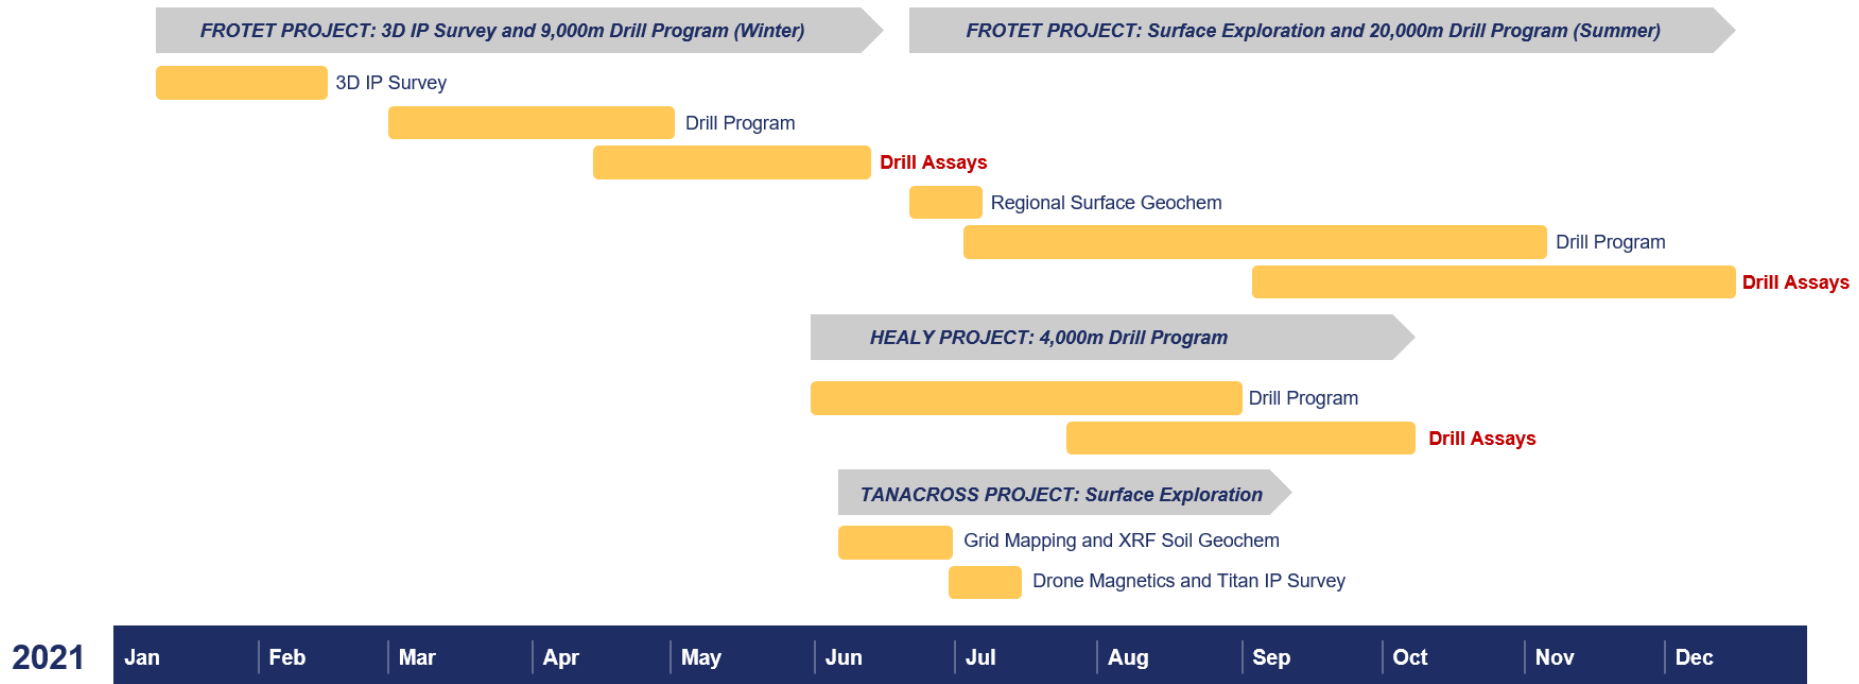 FROTET PROJECT: 3D IP Survey and 9,000m Drill Program (Winter)
FROTET PROJECT: Surface Exploration and 20,000m Drill Program (Summer)
3D IP Survey
Drill Program
Drill Assays
Regional Surface Geochem
Drill Program
Drill Assays
HEALY PROJECT: 4,000m Drill Program
Drill Program
Drill Assays
TANACROSS PROJECT: Surface Exploration
Grid Mapping and XRF Soil Geochem
Drone Magnetics and Titan IP Survey
2021 Jan Feb Mar Apr May Jun Jul Aug Sep Oct Nov Dec